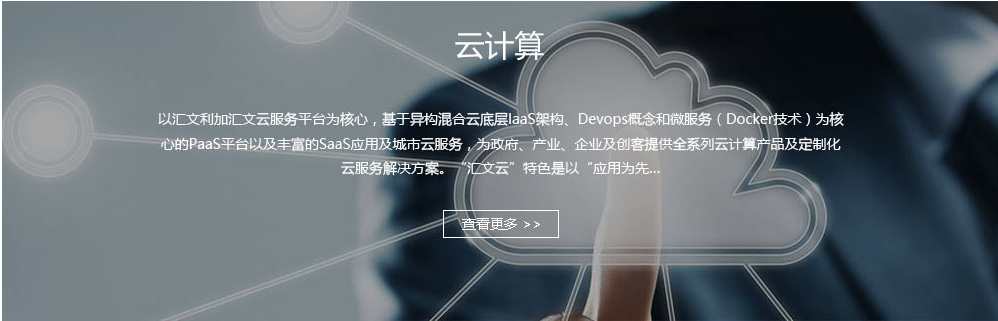 云计算
以汇文利加汇文云服务平台为核心，基于异构混合云底层IaaS架构、Devops概念和微服务（Docker技术）为核
心的PaaS平台以及丰富的SaaS应用及城市云服务，为政府、产业、企业及创客提供全系列云计算产品及定制化
云服务解决方案。“汇文云”特色是以“应用为先...
查看更多 >>